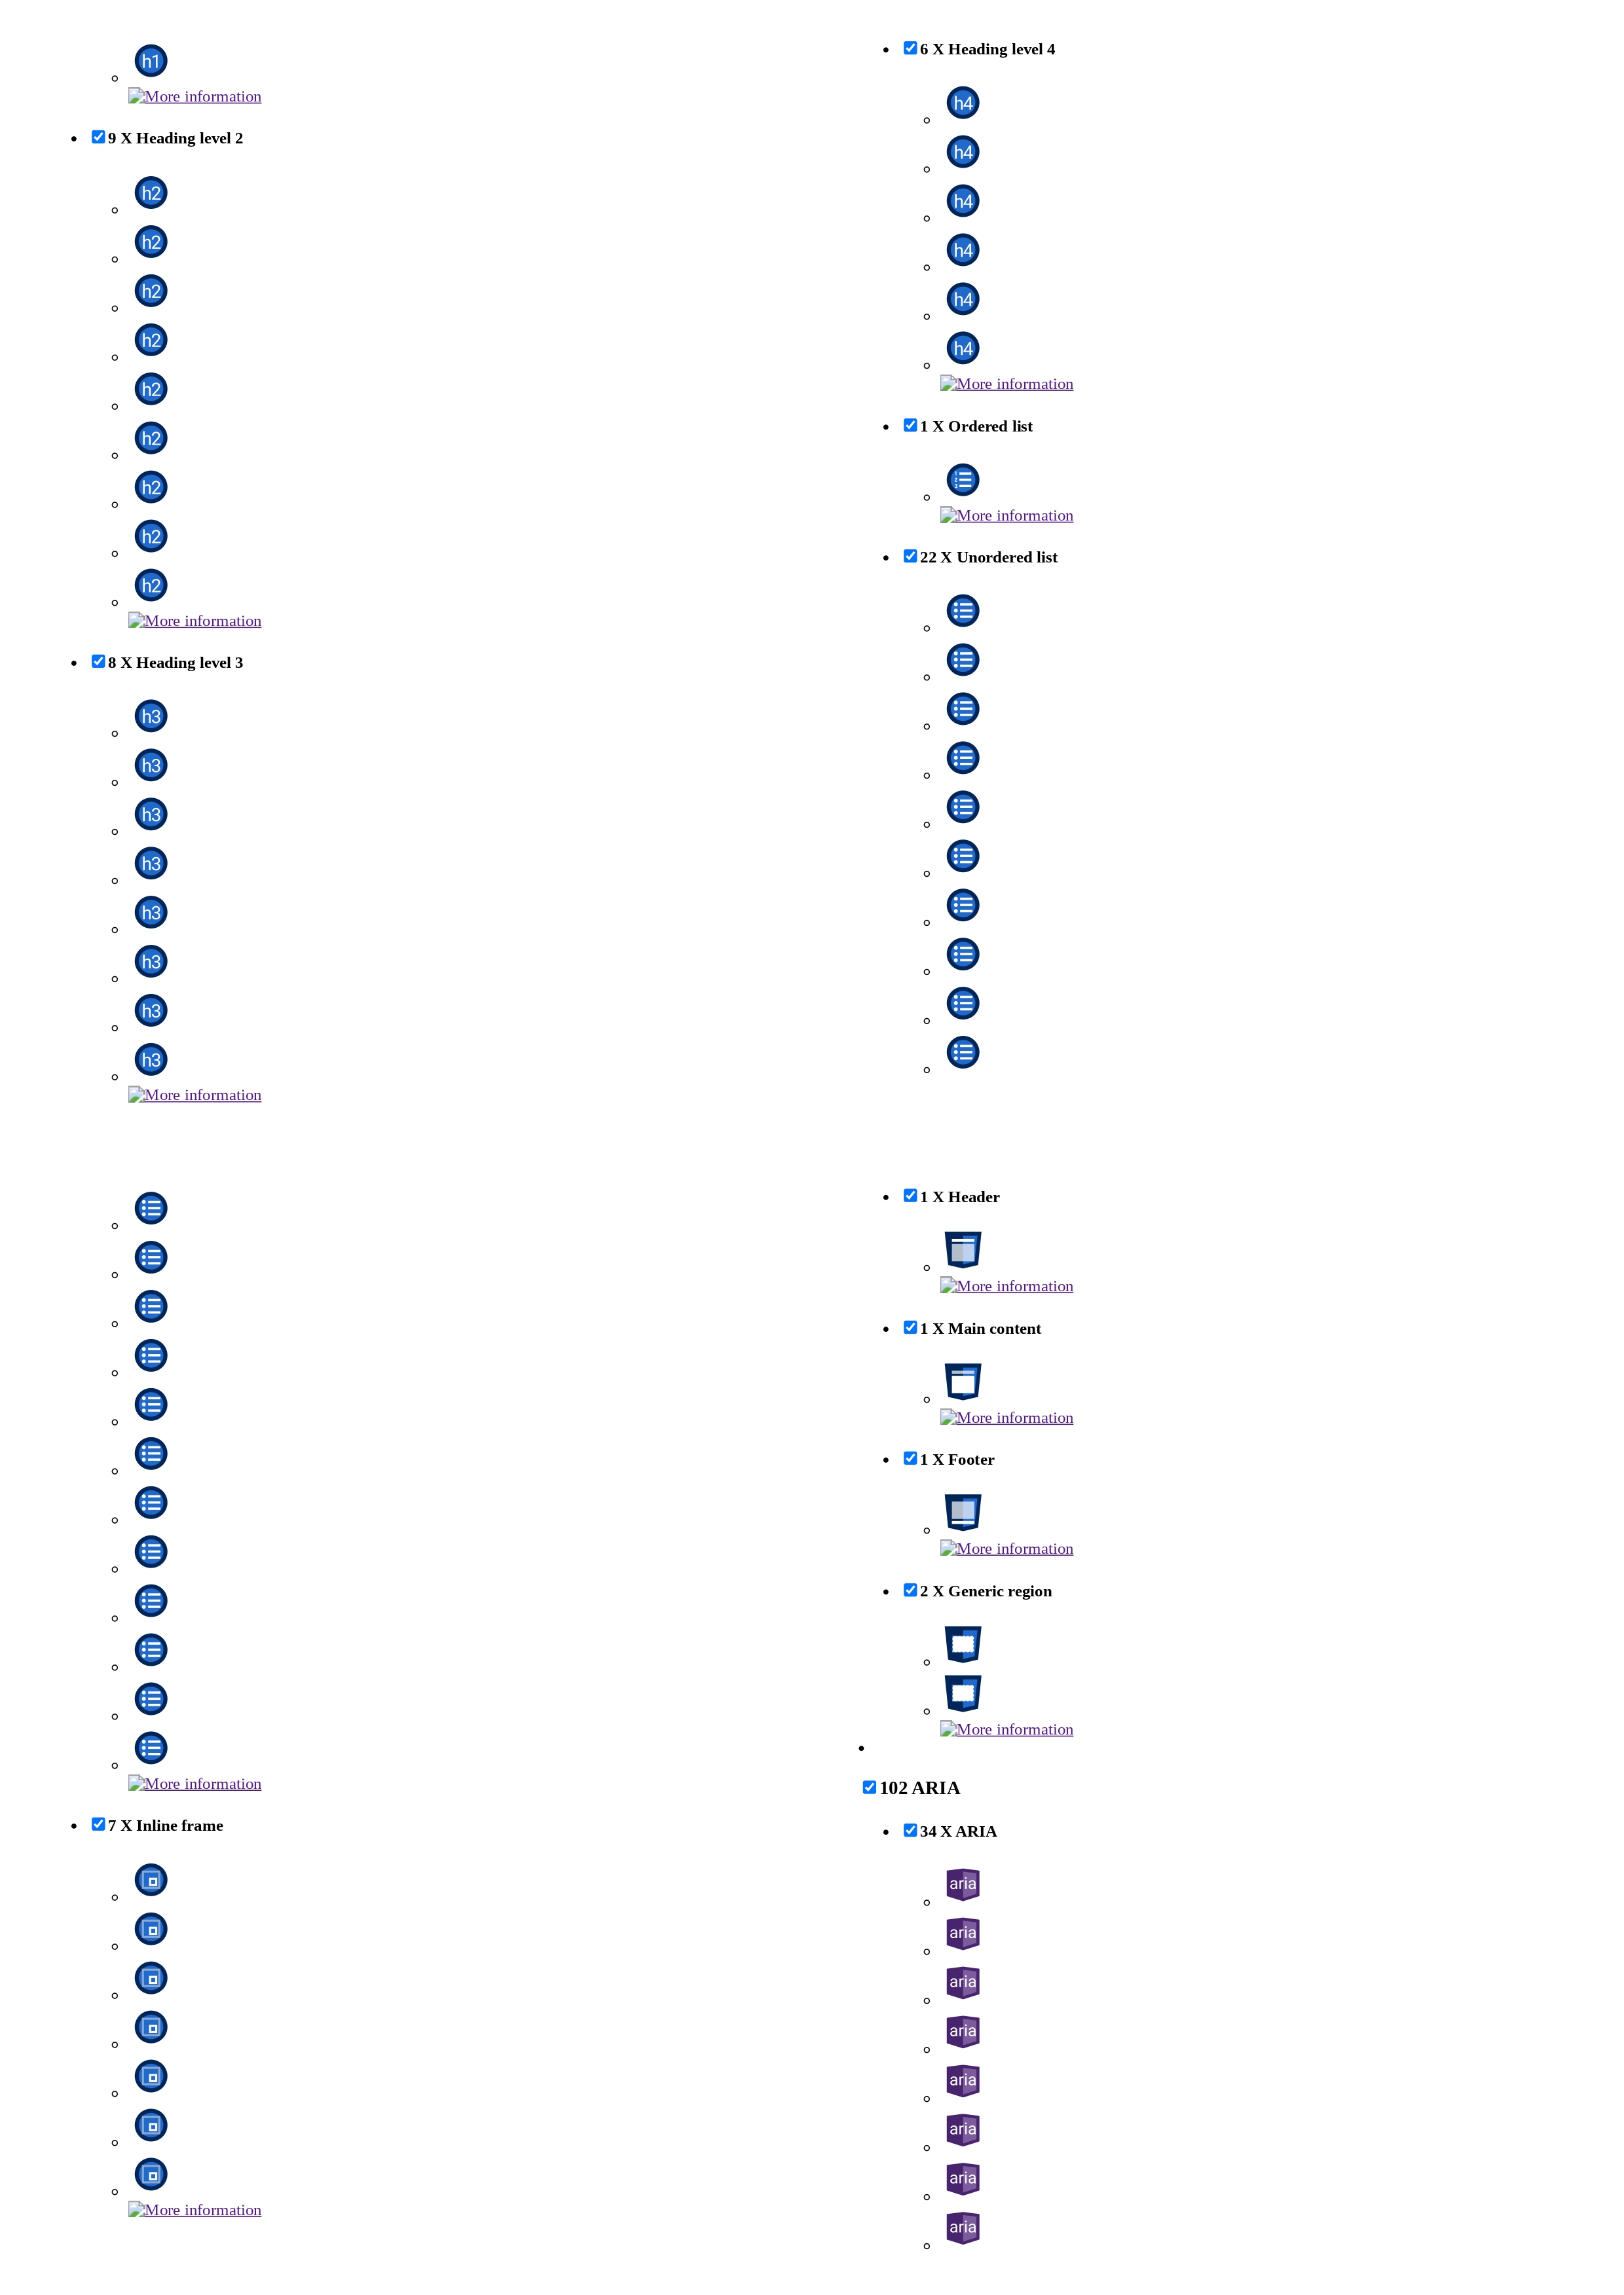 h1
More information
9 X Heading level 2
h2
h2
h2
h2
h2
h2
h2
h2
h2
More information
8 X Heading level 3
h3
h3
h3
h3
h3
h3
h3
h3
More information
6 X Heading level 4
h4
h4
h4
h4
h4
h4
More information
1 X Ordered list
1
2
3
More information
22 X Unordered list
More information
7 X Inline frame
More information
1 X Header
More information
1 X Main content
More information
1 X Footer
More information
2 X Generic region
More information
102 ARIA
34 X ARIA
aria
aria
aria
aria
aria
aria
aria
aria